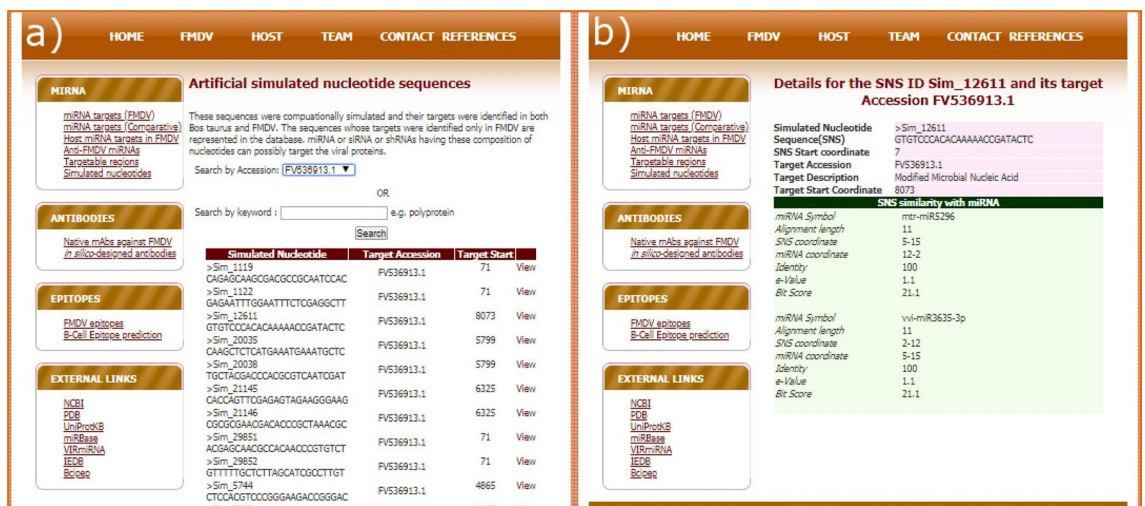 a)
HOME FMDV HOST TEAM CONTACT REFERENCES
MIRNA
miRNA targets (FMDV)
miRNA targets (Comparative)
Host miRNA targets in FMDV
Anti-FMDV miRNAs
Targetable regions
Simulated nucleotides
ANTIBODIES
Native mAbs against FMDV
in silico-designed antibodies
EPITOPES
FMDV epitopes
B-Cell Epitope prediction
EXTERNAL LINKS
NCBI
PDB
UniProtKB
miRBase
VIRmiRNA
IEDB
Bcipep
Artificial simulated nucleotide sequences
These sequences were compuationally simulated and their targets were identified in both
Bos taurus and FMDV. The sequences whose targets were identified only in FMDV are
represented in the database. miRNA or siRNA or shRNAs having these composition of
nucleotides can possibly target the viral proteins.
Search by Accession: FV536913.1 ▼
OR
Search by keyword : e.g. polyprotein
Search
Simulated Nucleotide Target Accession Target Start
>Sim_1119 FV536913.1 71 View
CAGAGCAAGCGACGCCGCAATCCAC
>Sim_1122 FV536913.1 71 View
GAGAATTTGGAATTTCTCGAGGCTT
>Sim_12611 FV536913.1 8073 View
GTGTCCCACACAAAAACCGATACTC
>Sim_20035 FV536913.1 5799 View
CAAGCTCTCATGAAATGAAATGCTC
>Sim_20038 FV536913.1 5799 View
TGCTACGACCCACGCGTCAATCGAT
>Sim_21145 FV536913.1 6325 View
CACCAGTTCGAGAGTAGAAGGGAAG
>Sim_21146 FV536913.1 6325 View
CGCGCGAACGACACCCGCTAAACGC
>Sim_29851 FV536913.1 71 View
ACGAGCAACGCCACAACCCGTGTCT
>Sim_29852 FV536913.1 71 View
GTTTTTGCTCTTAGCATCGCCTTGT
>Sim_5744 FV536913.1 4865 View
CTCCACGTCCCGGGAAGACCGGGAC
b)
HOME FMDV HOST TEAM CONTACT REFERENCES
MIRNA
miRNA targets (FMDV)
miRNA targets (Comparative)
Host miRNA targets in FMDV
Anti-FMDV miRNAs
Targetable regions
Simulated nucleotides
ANTIBODIES
Native mAbs against FMDV
in silico-designed antibodies
EPITOPES
FMDV epitopes
B-Cell Epitope prediction
EXTERNAL LINKS
NCBI
PDB
UniProtKB
miRBase
VIRmiRNA
IEDB
Bcipep
Details for the SNS ID Sim_12611 and its target
Accession FV536913.1
Simulated Nucleotide >Sim_12611
Sequence(SNS) GTGTCCCACACAAAAACCGATACTC
SNS Start coordinate 7
Target Accession FV536913.1
Target Description Modified Microbial Nucleic Acid
Target Start Coordinate 8073
SNS similarity with miRNA
miRNA Symbol mtr-miR5296
Alignment length 11
SNS coordinate 5-15
miRNA coordinate 12-2
Identity 100
e-Value 1.1
Bit Score 21.1
miRNA Symbol vvi-miR3635-3p
Alignment length 11
SNS coordinate 2-12
miRNA coordinate 5-15
Identity 100
e-Value 1.1
Bit Score 21.1